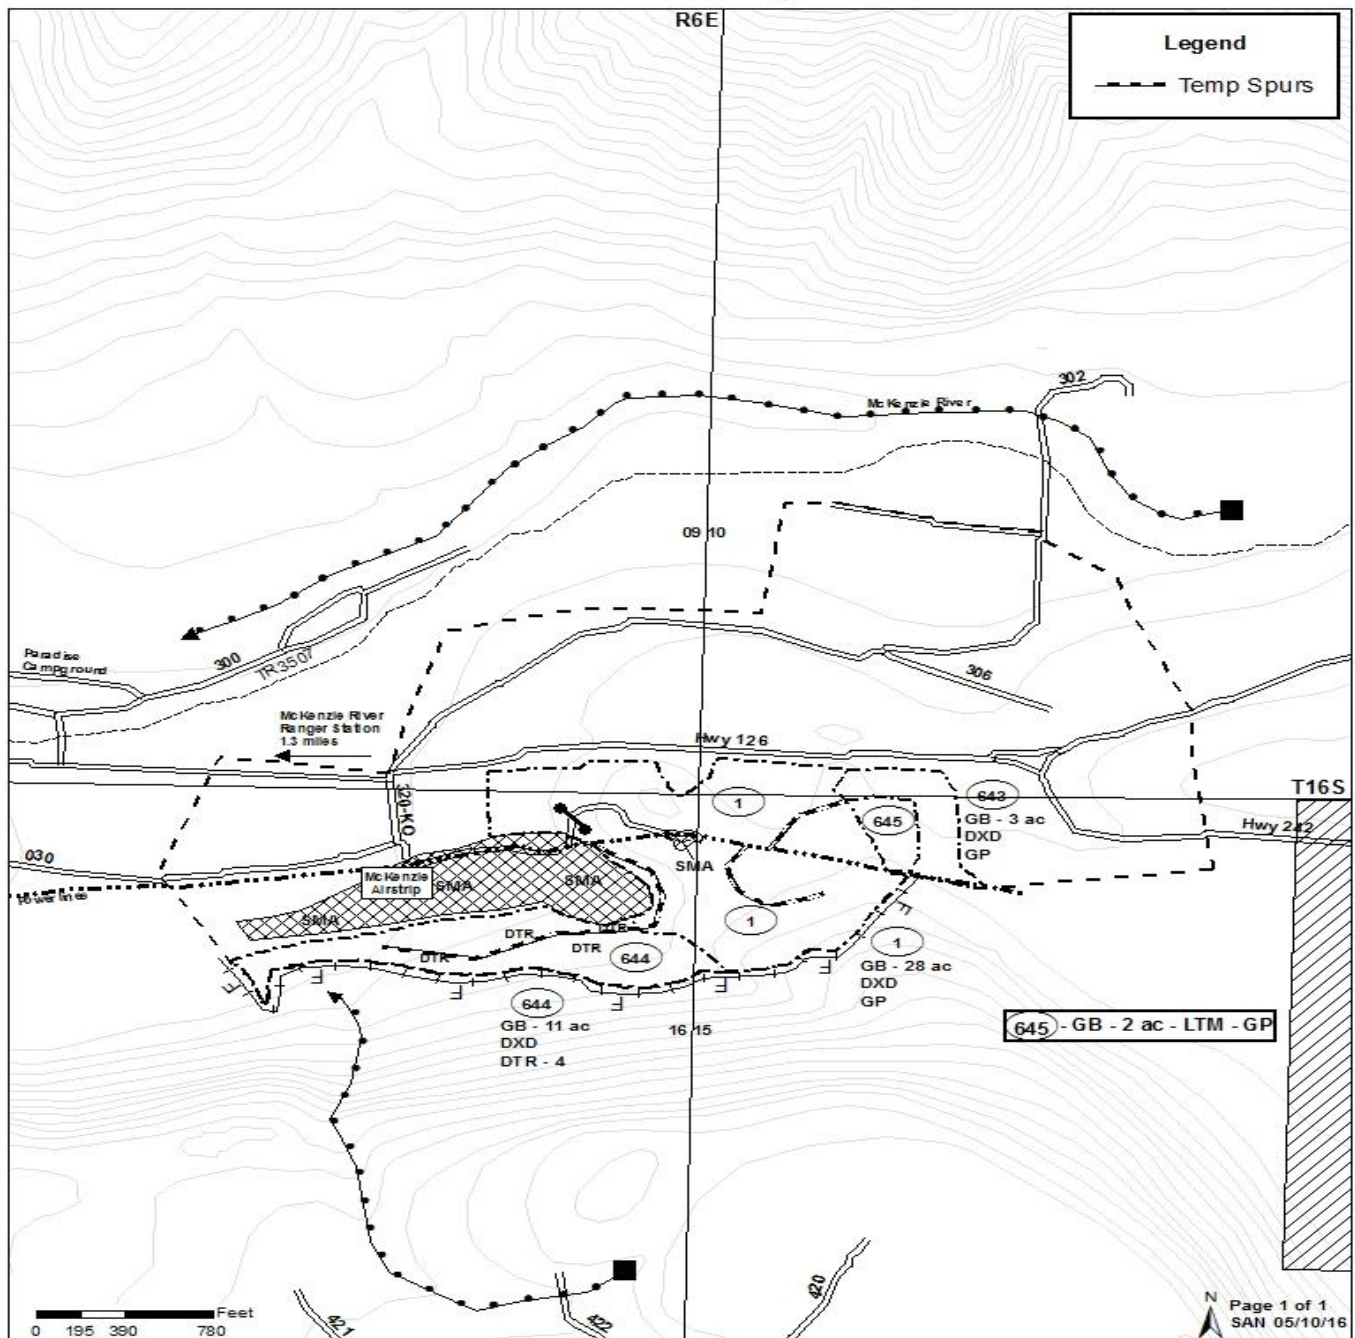 R6E
Legend
Temp Spurs
302
McKenzie River
09 10
Paradise
Campground
300
TR 3507
306
McKenzie River
Ranger Station
1.3 miles
Hwy 126
T16S
320-KO
1
643
GB - 3 ac
DXD
GP
645
Hwy 242
030
SMA
McKenzie
Airstrip
SMA
SMA
Powerlines
SMA
F
1
DTR
DTR
DTR
DTR
644
1
GB - 28 ac
DXD
GP
F
F
F
F
F
F
644
GB - 11 ac
DXD
DTR - 4
16 15
645 - GB - 2 ac - LTM - GP
420
421
422
Feet
0 195 390 780
N
Page 1 of 1
SAN 05/10/16